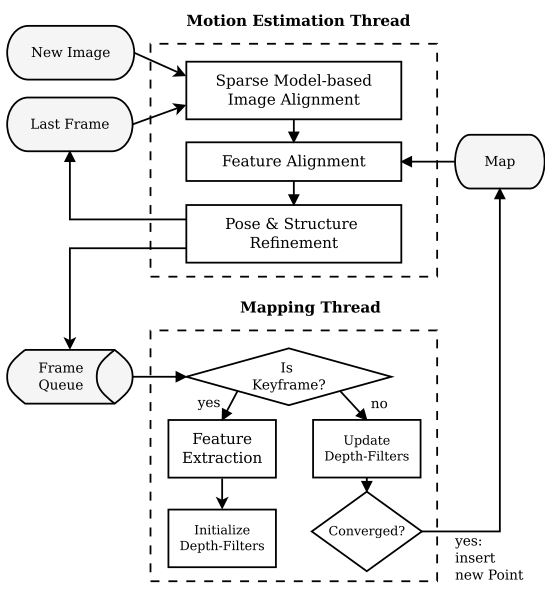 Motion Estimation Thread
New Image
Sparse Model-based
Image Alignment
Last Frame
Feature Alignment
Map
Pose & Structure
Refinement
Mapping Thread
Frame
Queue
Is
Keyframe?
yes
no
Feature
Extraction
Update
Depth-Filters
Initialize
Depth-Filters
Converged?
yes:
insert
new Point